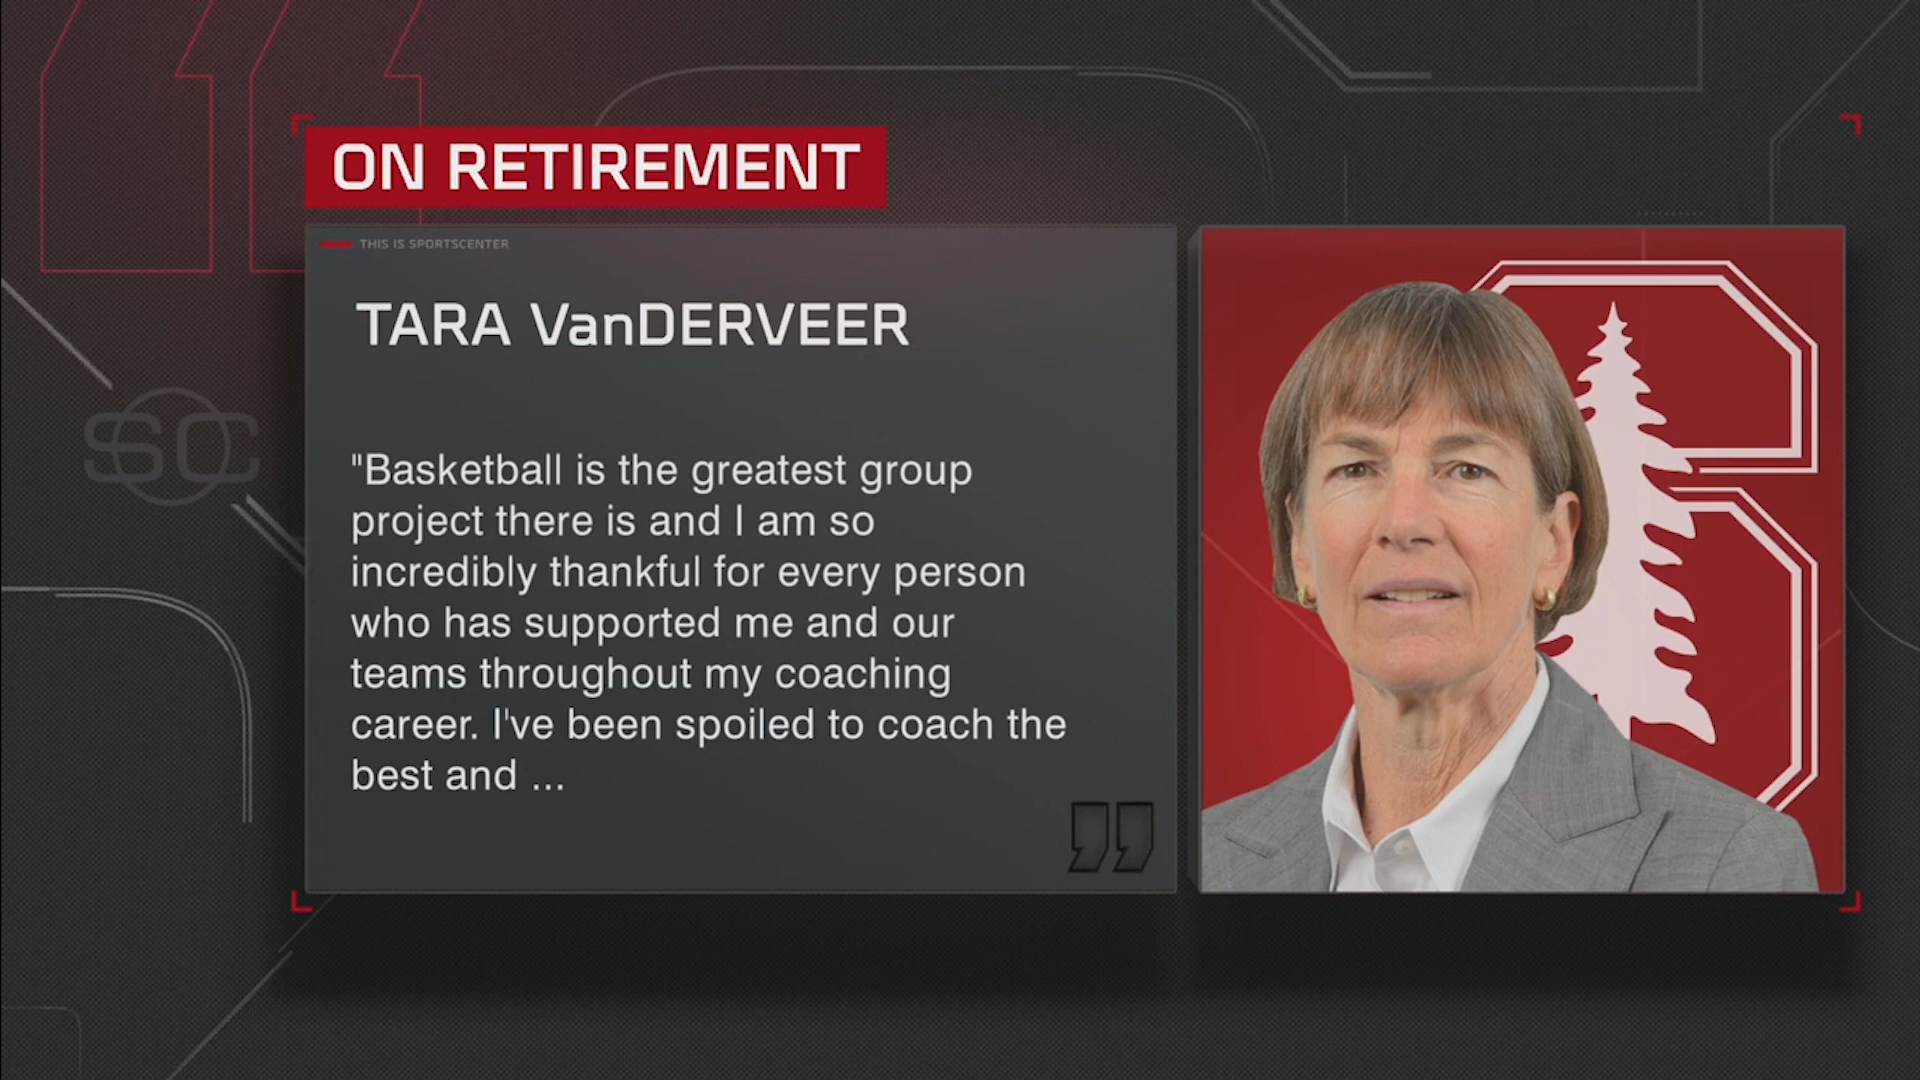 ON RETIREMENT
THIS IS SPORTSCENTER
TARA VanDERVEER
"Basketball is the greatest group
project there is and I am so
incredibly thankful for every person
who has supported me and our
teams throughout my coaching
career. I've been spoiled to coach the
best and ...
SC